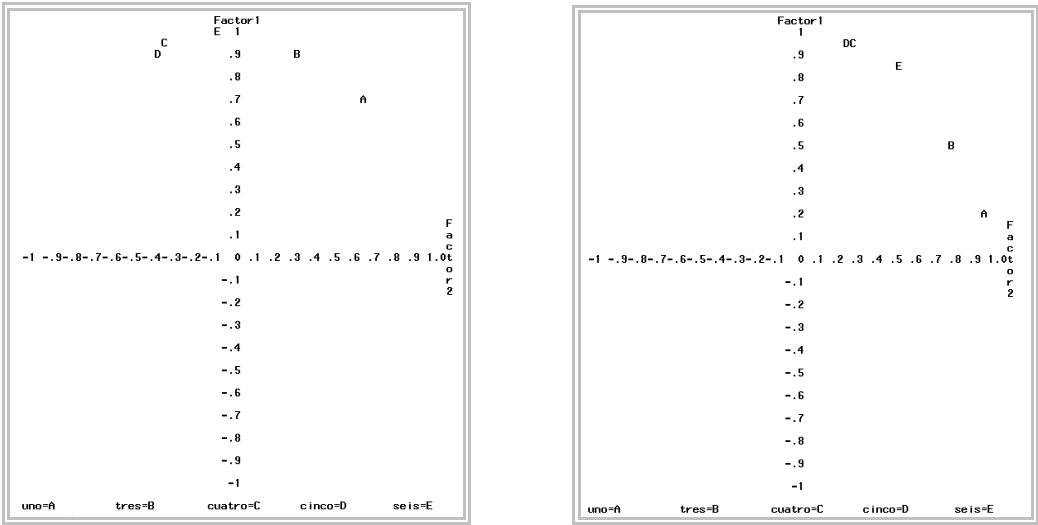 Factor1
E 1
C
D .9 B
.8
.7 A
.6
.5
.4
.3
.2
.1
-1 -.9-.8-.7-.6-.5-.4-.3-.2-.1 0 .1 .2 .3 .4 .5 .6 .7 .8 .9 1.0
Factor2
-.1
-.2
-.3
-.4
-.5
-.6
-.7
-.8
-.9
-1
uno=A tres=B cuatro=C cinco=D seis=E
Factor1
1
DC
.9
E
.8
.7
.6
.5 B
.4
.3
.2 A
.1
-1 -.9-.8-.7-.6-.5-.4-.3-.2-.1 0 .1 .2 .3 .4 .5 .6 .7 .8 .9 1.0
Factor2
-.1
-.2
-.3
-.4
-.5
-.6
-.7
-.8
-.9
-1
uno=A tres=B cuatro=C cinco=D seis=E